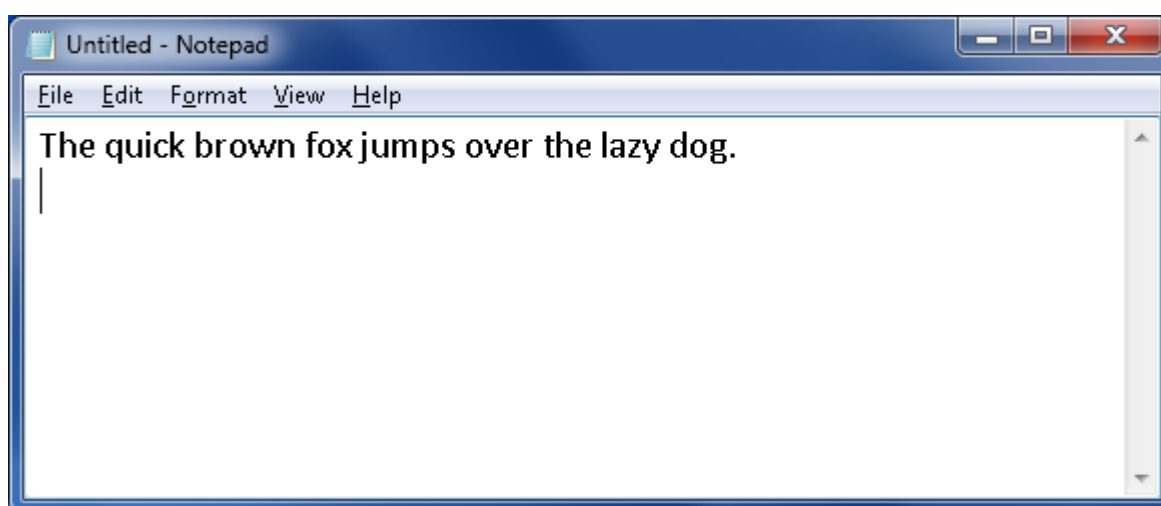 Untitled - Notepad
File Edit Format View Help
The quick brown fox jumps over the lazy dog.